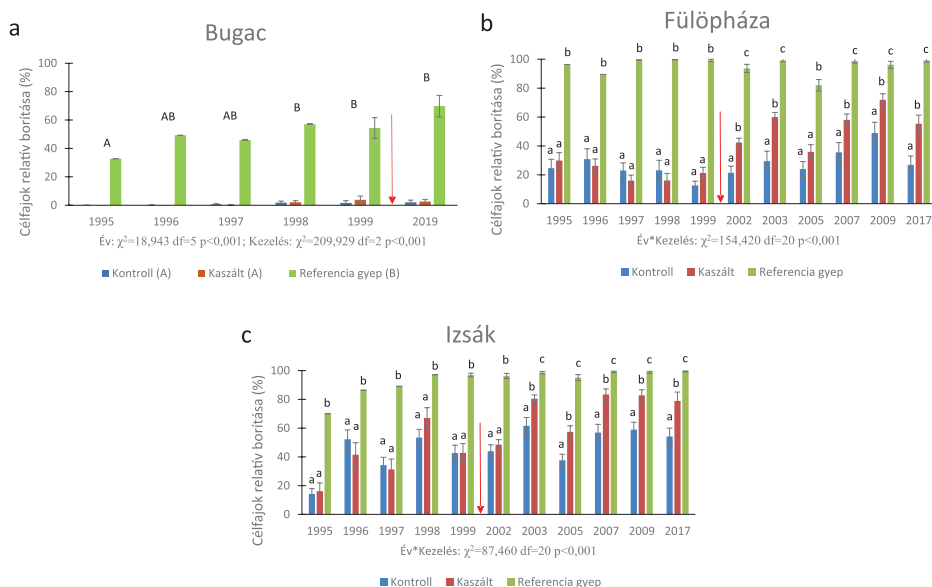 a
Bugac
Célfajok relatív borítása (%)
100
80
60
40
20
0
A
AB
AB
B
B
B
1995 1996 1997 1998 1999 2019
Év: χ²=18,943 df=5 p<0,001; Kezelés: χ²=209,929 df=2 p<0,001
Kontroll (A) Kaszált (A) Referencia gyep (B)
b
Fülöpháza
Célfajok relatív borítása (%)
100
80
60
40
20
0
a a b
a a b
a a b
a a b
a a b
a b c
a b c
a a b
a b c
a b c
a b c
1995 1996 1997 1998 1999 2002 2003 2005 2007 2009 2017
Év*Kezelés: χ²=154,420 df=20 p<0,001
Kontroll Kaszált Referencia gyep
c
Izsák
Célfajok relatív borítása (%)
100
80
60
40
20
0
a a b
a a b
a a b
a a b
a a b
a a b
a b c
a b c
a b c
a b c
a b c
1995 1996 1997 1998 1999 2002 2003 2005 2007 2009 2017
Év*Kezelés: χ²=87,460 df=20 p<0,001
Kontroll Kaszált Referencia gyep